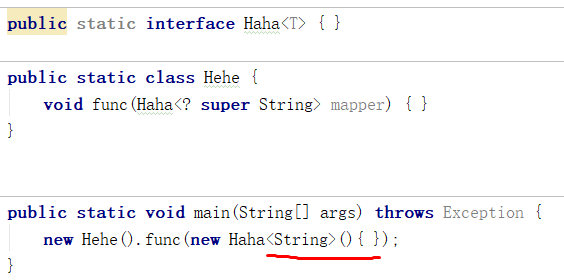 public static interface Haha<T> { }
public static class Hehe {
void func(Haha<? super String> mapper) { }
}
public static void main(String[] args) throws Exception {
new Hehe().func(new Haha<String>(){ });
}